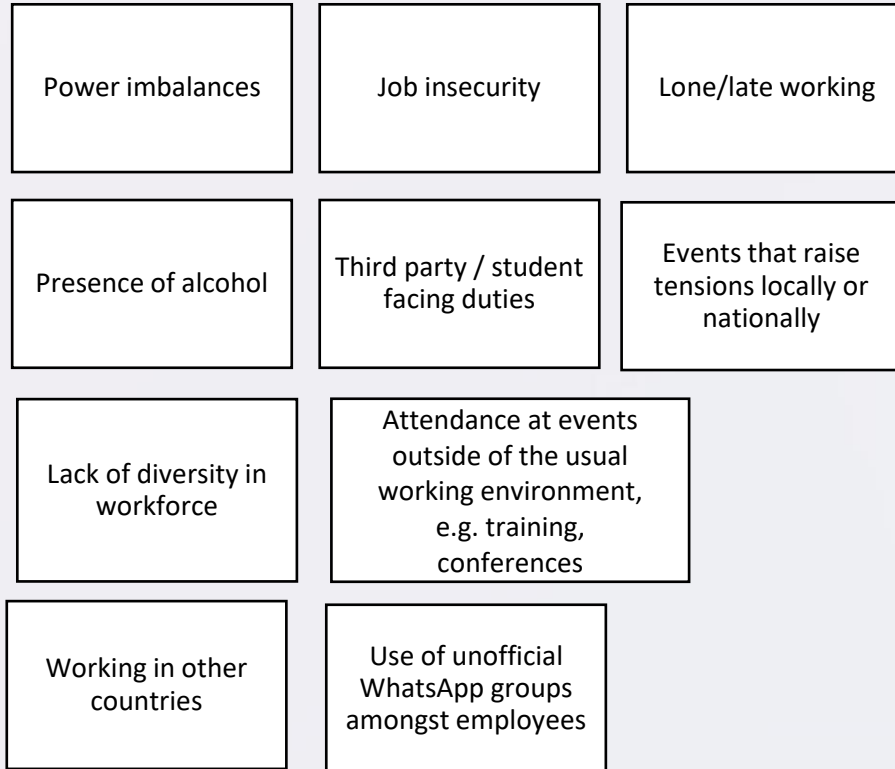 Power imbalances
Job insecurity
Lone/late working
Presence of alcohol
Third party / student
facing duties
Events that raise
tensions locally or
nationally
Lack of diversity in
workforce
Attendance at events
outside of the usual
working environment,
e.g. training,
conferences
Working in other
countries
Use of unofficial
WhatsApp groups
amongst employees